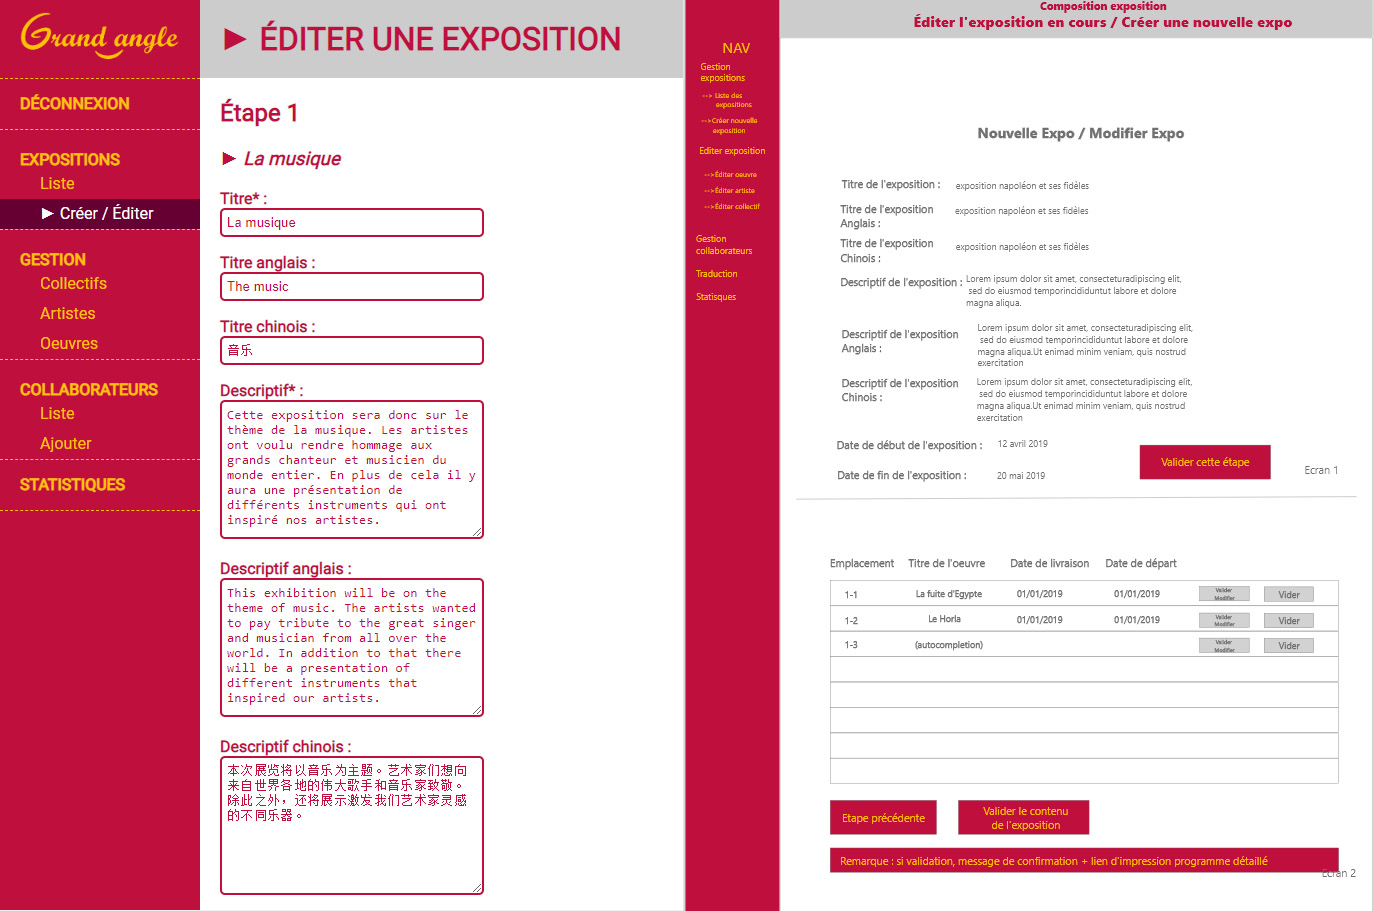 Grand angle
DÉCONNEXION
EXPOSITIONS
Liste
► Créer / Éditer
GESTION
Collectifs
Artistes
Oeuvres
COLLABORATEURS
Liste
Ajouter
STATISTIQUES
► ÉDITER UNE EXPOSITION
Étape 1
► La musique
Titre* :
La musique
Titre anglais :
The music
Titre chinois :
音乐
Descriptif* :
Cette exposition sera donc sur le
thème de la musique. Les artistes
ont voulu rendre hommage aux
grands chanteur et musicien du
monde entier. En plus de cela il y
aura une présentation de
différents instruments qui ont
inspiré nos artistes.
Descriptif anglais :
This exhibition will be on the
theme of music. The artists wanted
to pay tribute to the great singer
and musician from all over the
world. In addition to that there
will be a presentation of
different instruments that
inspired our artists.
Descriptif chinois :
本次展览将以音乐为主题。艺术家们想向
来自世界各地的伟大歌手和音乐家致敬。
除此之外，还将展示激发我们艺术家灵感
的不同乐器。
NAV
Gestion
expositions
--> Liste des
expositions
-->Créer nouvelle
exposition
Editer exposition
-->Éditer oeuvre
-->Éditer artiste
-->Éditer collectif
Gestion
collaborateurs
Traduction
Statisques
Composition exposition
Éditer l'exposition en cours / Créer une nouvelle expo
Nouvelle Expo / Modifier Expo
Titre de l'exposition : exposition napoléon et ses fidèles
Titre de l'exposition exposition napoléon et ses fidèles
Anglais :
Titre de l'exposition exposition napoléon et ses fidèles
Chinois :
Descriptif de l'exposition : Lorem ipsum dolor sit amet, consecteturadipiscing elit,
sed do eiusmod temporincididuntut labore et dolore
magna aliqua.
Descriptif de l'exposition
Anglais :
Lorem ipsum dolor sit amet, consecteturadipiscing elit,
sed do eiusmod temporincididuntut labore et dolore
magna aliqua.Ut enimad minim veniam, quis nostrud
exercitation
Descriptif de l'exposition
Chinois :
Lorem ipsum dolor sit amet, consecteturadipiscing elit,
sed do eiusmod temporincididuntut labore et dolore
magna aliqua.Ut enimad minim veniam, quis nostrud
exercitation
Date de début de l'exposition : 12 avril 2019
Date de fin de l'exposition : 20 mai 2019
Valider cette étape
Ecran 1
Emplacement Titre de l'oeuvre Date de livraison Date de départ
1-1 La fuite d'Egypte 01/01/2019 01/01/2019 Valider Modifier Vider
1-2 Le Horla 01/01/2019 01/01/2019 Valider Modifier Vider
1-3 (autocompletion) Valider Modifier Vider
Etape précédente
Valider le contenu
de l'exposition
Remarque : si validation, message de confirmation + lien d'impression programme détaillé
Ecran 2